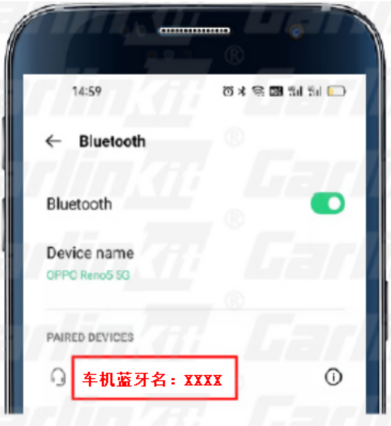 14:59
Bluetooth
Bluetooth
Device name
OPPO Reno5 5G
PAIRED DEVICES
车机蓝牙名：XXXX
Carlinkit